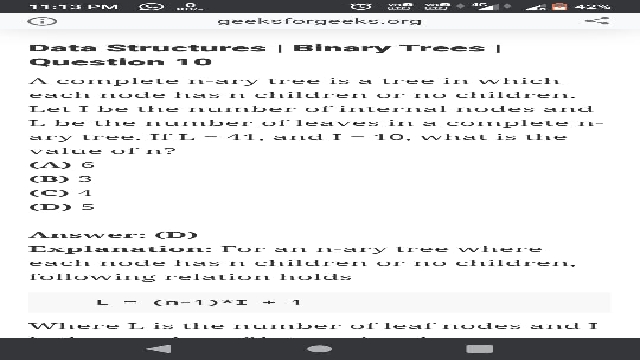 11:13 PM 42%
geeksforgeeks.org
Data Structures | Binary Trees |
Question 10
A complete n-ary tree is a tree in which
each node has n children or no children.
Let I be the number of internal nodes and
L be the number of leaves in a complete n-
ary tree. If L = 41, and I = 10, what is the
value of n?
(A) 6
(B) 3
(C) 4
(D) 5
Answer: (D)
Explanation: For an n-ary tree where
each node has n children or no children,
following relation holds
L = (n-1)*I + 1
Where L is the number of leaf nodes and I